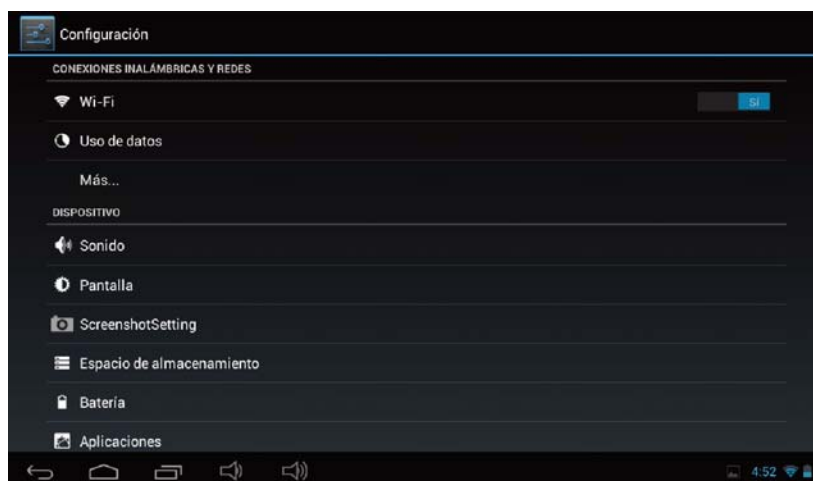 Configuración
CONEXIONES INALÁMBRICAS Y REDES
Wi-Fi
SÍ
Uso de datos
Más...
DISPOSITIVO
Sonido
Pantalla
ScreenshotSetting
Espacio de almacenamiento
Batería
Aplicaciones
4:52